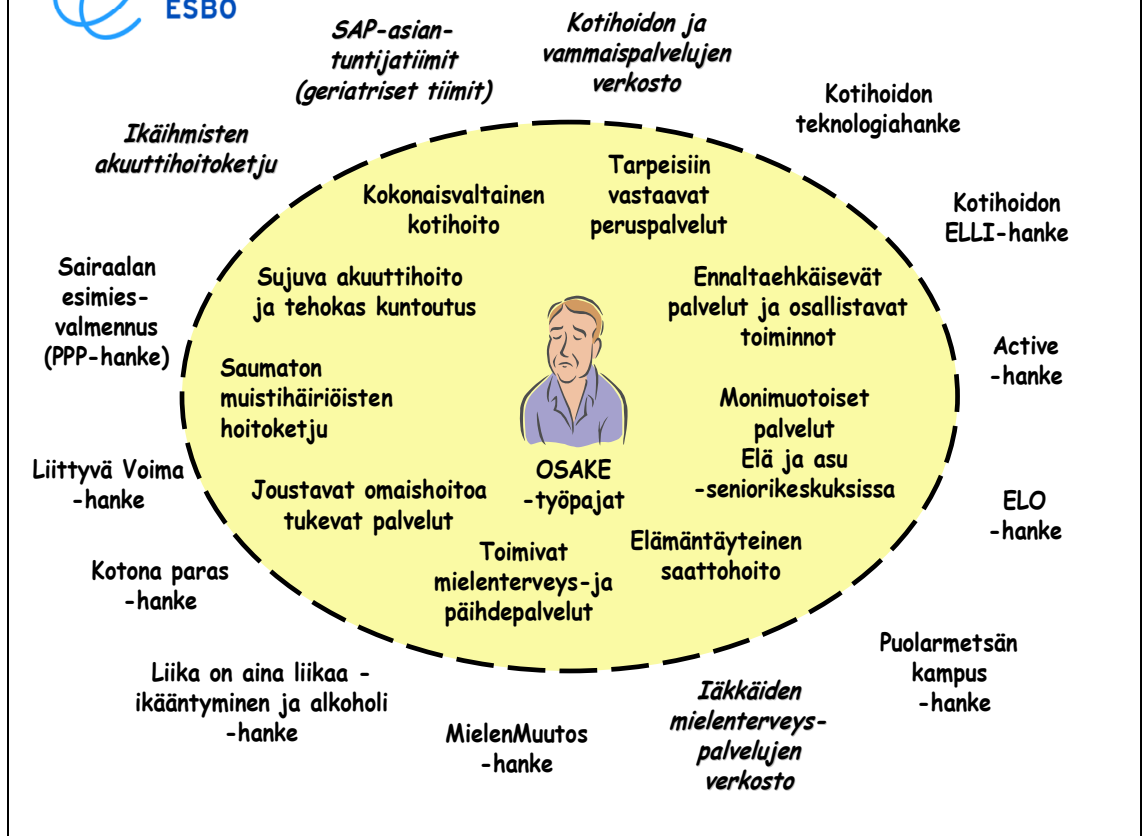 ESBO
SAP-asian-
tuntijatiimit
(geriatriset tiimit)
Kotihoidon ja
vammaispalvelujen
verkosto
Kotihoidon
teknologiahanke
Ikäihmisten
akuuttihoitoketju
Kotihoidon
ELLI-hanke
Kokonaisvaltainen
kotihoito
Tarpeisiin
vastaavat
peruspalvelut
Sairaalan
esimies-
valmennus
(PPP-hanke)
Sujuva akuuttihoito
ja tehokas kuntoutus
Ennaltaehkäisevät
palvelut ja osallistavat
toiminnot
Active
-hanke
Saumaton
muistihäiriöisten
hoitoketju
Monimuotoiset
palvelut
Elä ja asu
-seniorikeskuksissa
OSAKE
-työpajat
Liittyvä Voima
-hanke
Joustavat omaishoitoa
tukevat palvelut
ELO
-hanke
Toimivat
mielenterveys-ja
päihdepalvelut
Elämäntäyteinen
saattohoito
Kotona paras
-hanke
Puolarmetsän
kampus
-hanke
Liika on aina liikaa -
ikääntyminen ja alkoholi
-hanke
MielenMuutos
-hanke
Iäkkäiden
mielenterveys-
palvelujen
verkosto